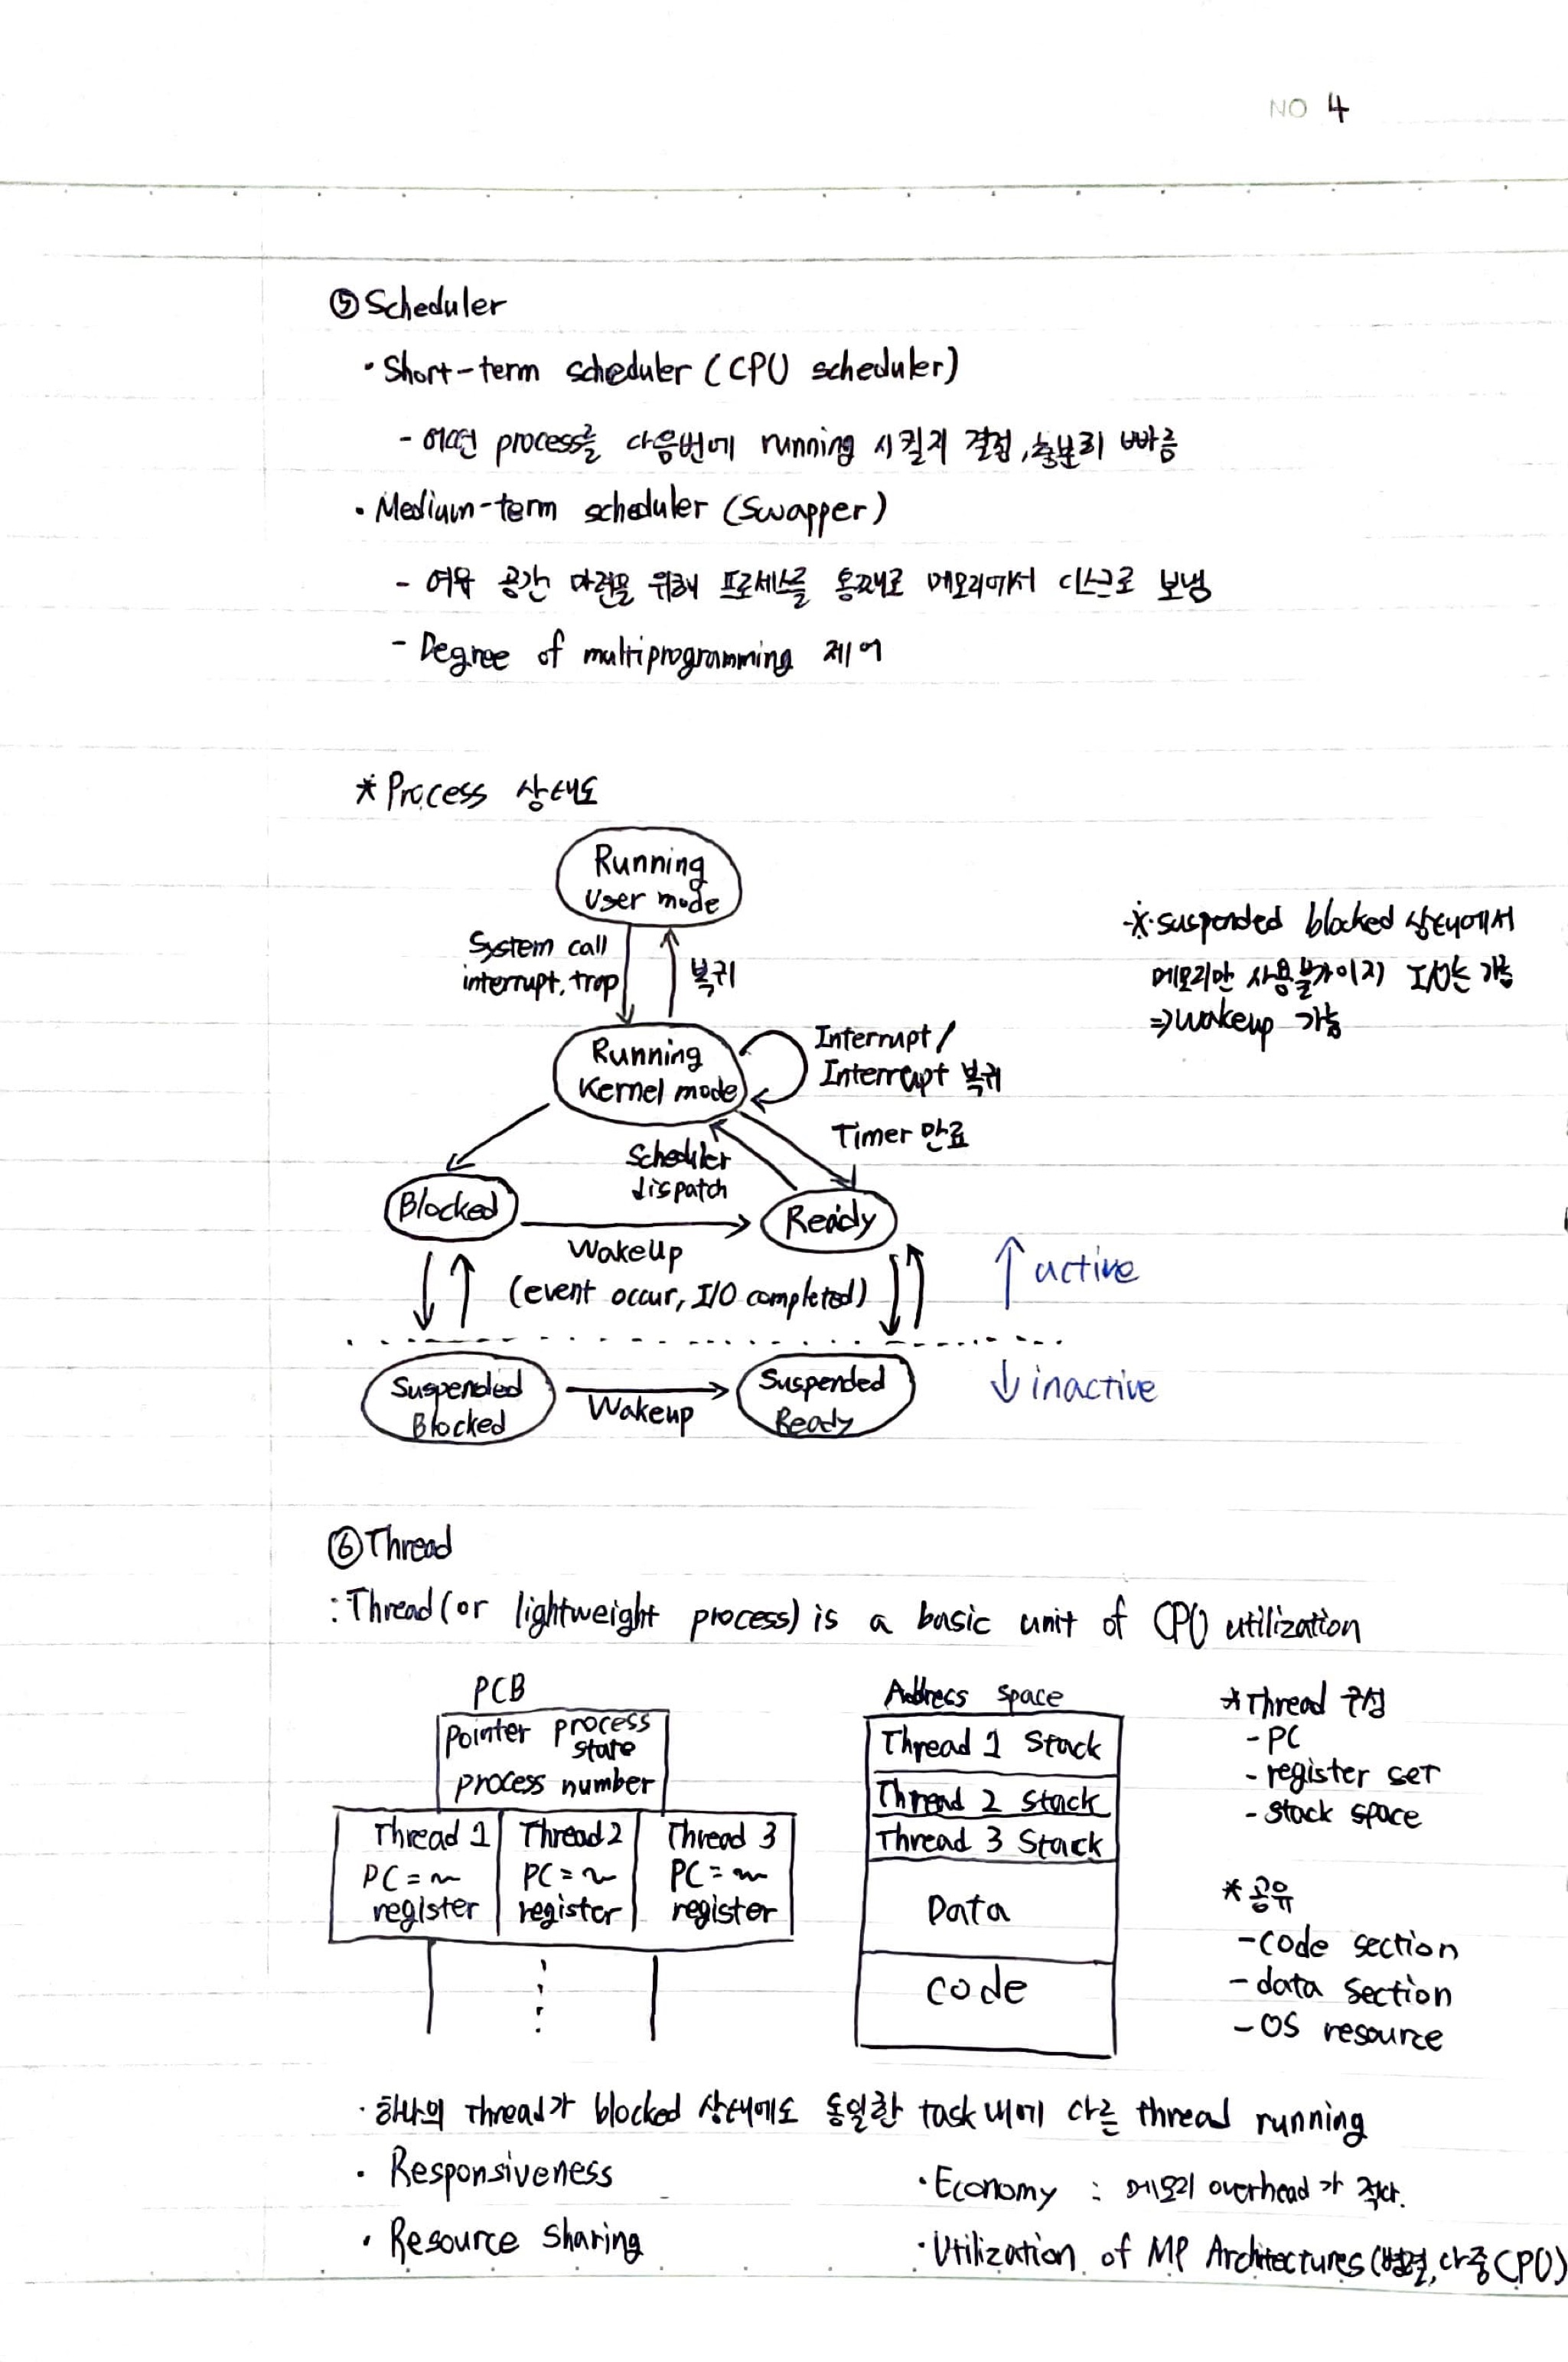 NO 4
⑤ Scheduler
· Short-term scheduler (CPU scheduler)
- 어떤 process를 다음번에 running 시킬지 결정, 충분히 빠름
· Medium-term scheduler (Swapper)
- 여유 공간 마련을 위해 프로세스를 통째로 메모리에서 디스크로 보냄
- Degree of multiprogramming 제어
* Process 상태도
Running
User mode
System call
interrupt, trap
복귀
※ suspended blocked 상태에서
메모리만 사용불가이지 I/O는 가능
⇒ wakeup 가능
Running
Kernel mode
Interrupt /
Interrupt 복귀
Timer 만료
Scheduler
dispatch
Blocked
Ready
WakeUp
(event occur, I/O completed)
↑ active
Suspended
Blocked
Wakeup
Suspended
Ready
↓ inactive
⑥ Thread
: Thread (or lightweight process) is a basic unit of CPU utilization
PCB
Pointer process
state
process number
Thread 1 Thread 2 Thread 3
PC = ~ PC = ~ PC = ~
register register register
Address space
Thread 1 Stack
Thread 2 Stack
Thread 3 Stack
Data
code
* Thread 구성
- PC
- register set
- stack space
* 공유
- code section
- data section
- OS resource
· 하나의 thread가 blocked 상태에도 동일한 task 내에 다른 thread running
· Responsiveness
· Economy : 메모리 overhead가 적다.
· Resource sharing
· Utilization of MP Architectures (병렬, 다중 CPU)